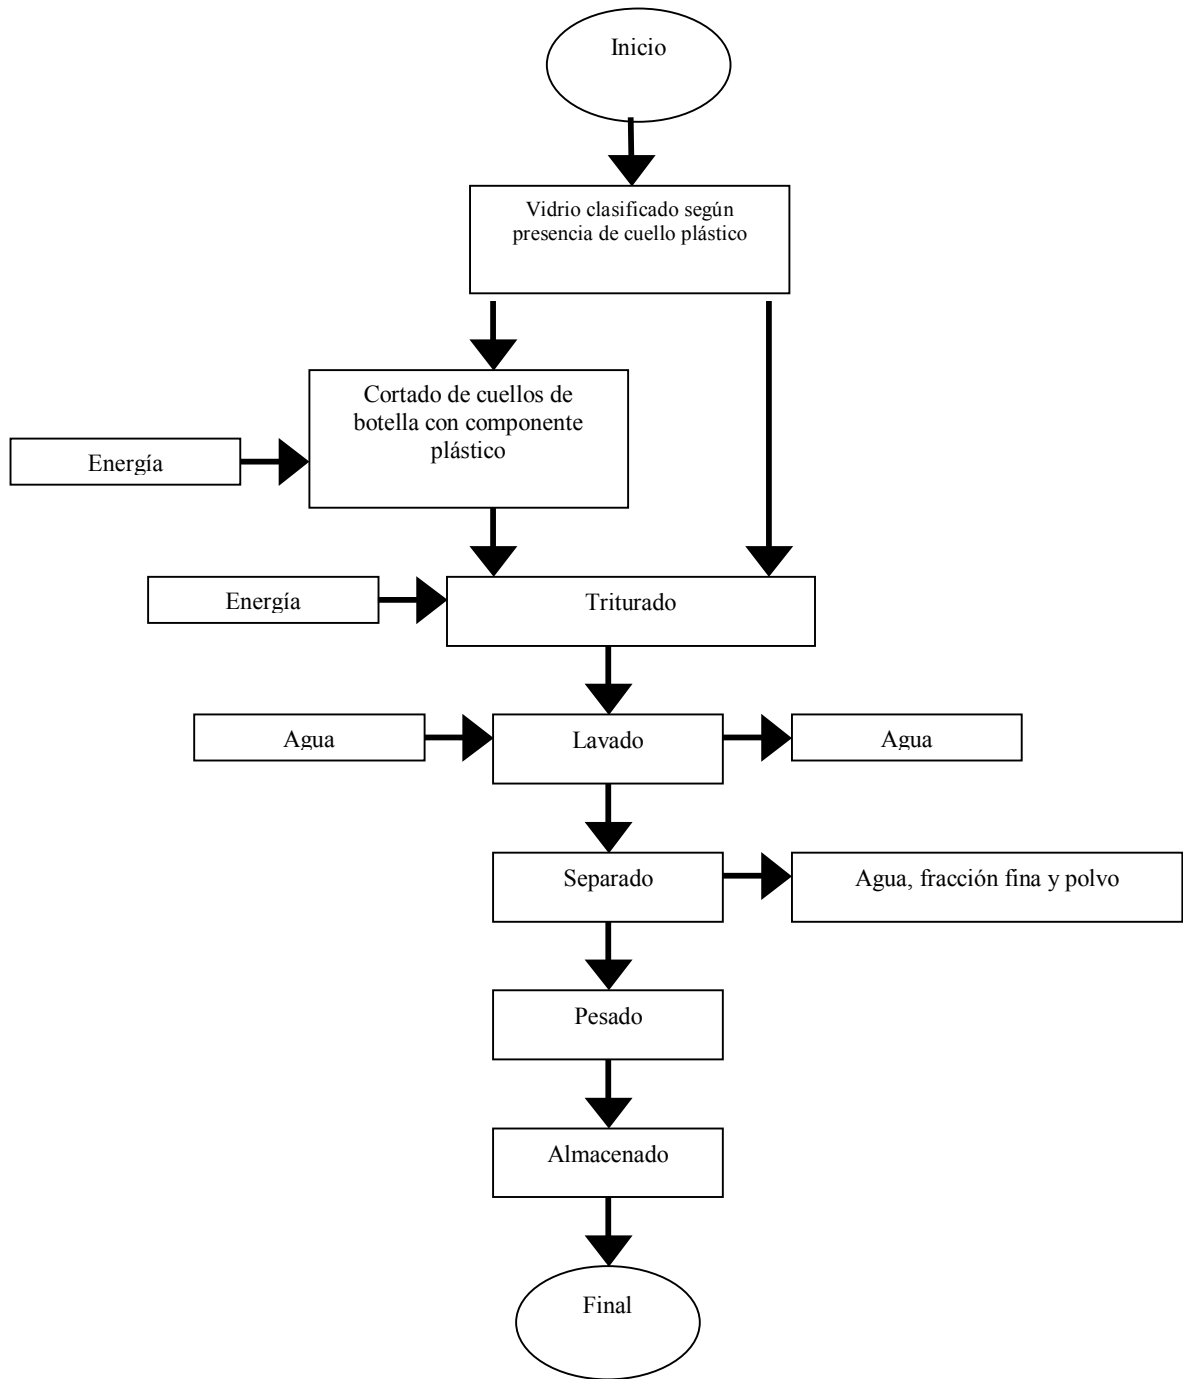 Inicio
Vidrio clasificado según
presencia de cuello plástico
Cortado de cuellos de
botella con componente
plástico
Energía
Energía
Triturado
Agua
Lavado
Agua
Separado
Agua, fracción fina y polvo
Pesado
Almacenado
Final